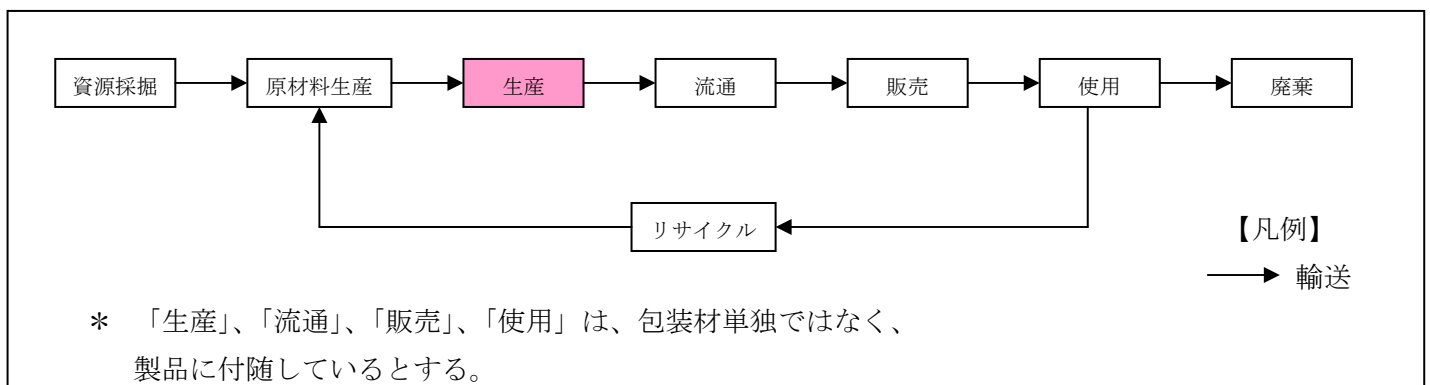 資源採掘
原材料生産
生産
流通
販売
使用
廃棄
リサイクル
【凡例】
輸送
＊ 「生産」、「流通」、「販売」、「使用」は、包装材単独ではなく、
製品に付随しているとする。